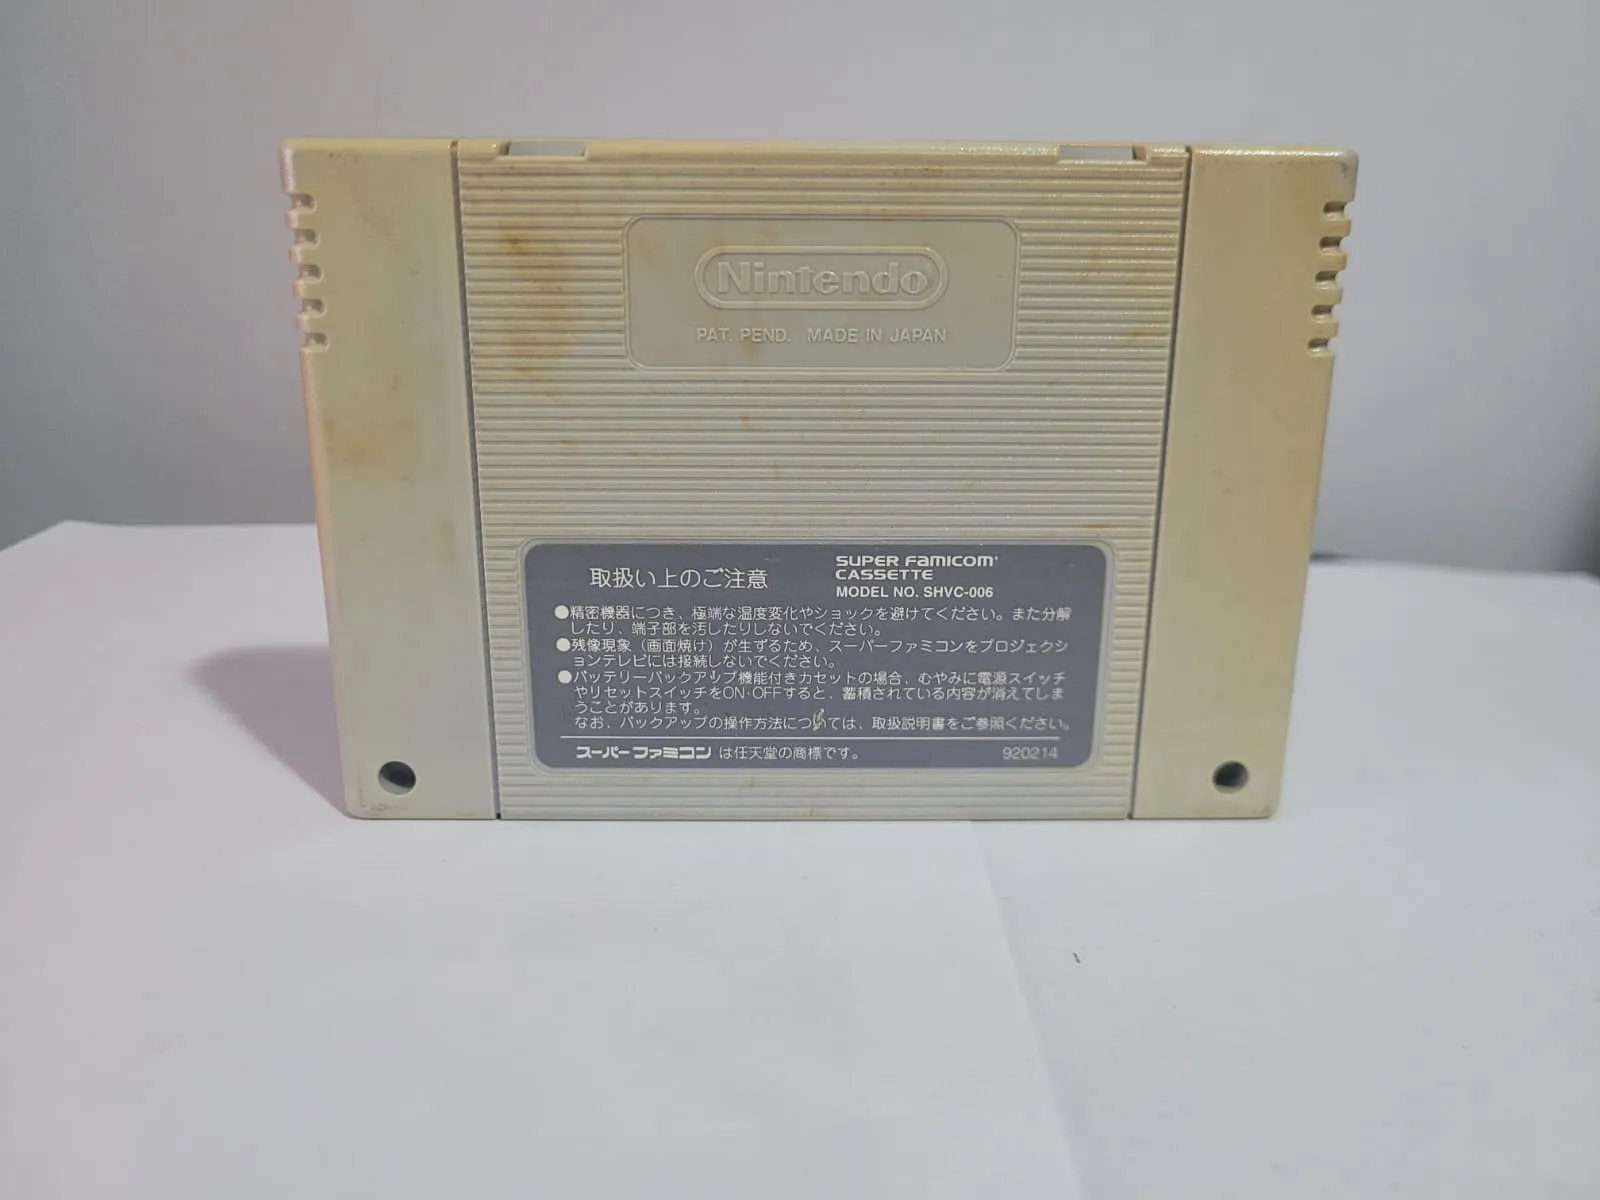 Nintendo
PAT. PEND. MADE IN JAPAN
取扱い上のご注意
SUPER FAMICOM
CASSETTE
MODEL NO. SHVC-006
●精密機器につき、極端な温度変化やショックを避けてください。また分解
したり、端子部を汚したりしないでください。
●残像現象（画面焼け）が生ずるため、スーパーファミコンをプロジェクシ
ョンテレビには接続しないでください。
●バッテリーバックアップ機能付きカセットの場合、むやみに電源スイッチ
やリセットスイッチをON・OFFすると、蓄積されている内容が消えてしま
うことがあります。
なお、バックアップの操作方法については、取扱説明書をご参照ください。
スーパーファミコン は任天堂の商標です。 920214